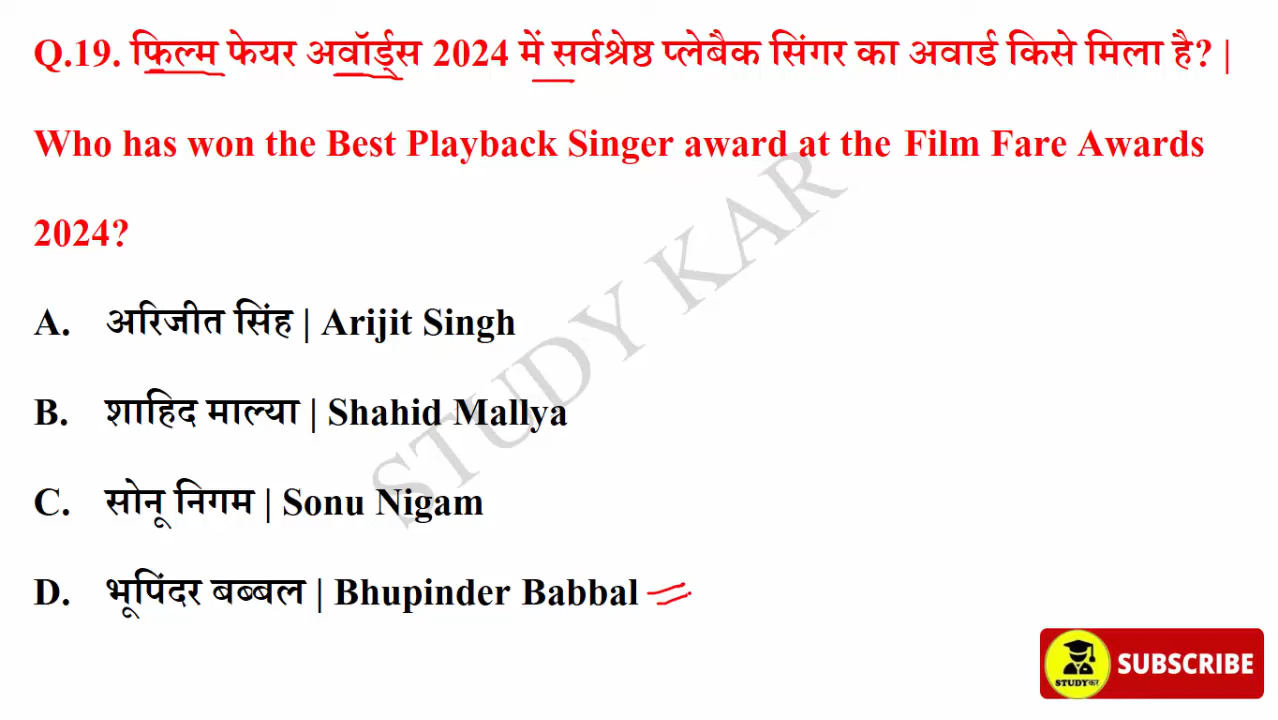 Q.19. फिल्म फेयर अवॉर्ड्स 2024 में सर्वश्रेष्ठ प्लेबैक सिंगर का अवार्ड किसे मिला है? |
Who has won the Best Playback Singer award at the Film Fare Awards
2024?
A. अरिजीत सिंह | Arijit Singh
B. शाहिद माल्या | Shahid Mallya
C. सोनू निगम | Sonu Nigam
D. भूपिंदर बब्बल | Bhupinder Babbal
STUDY KAR
STUDYकर
SUBSCRIBE